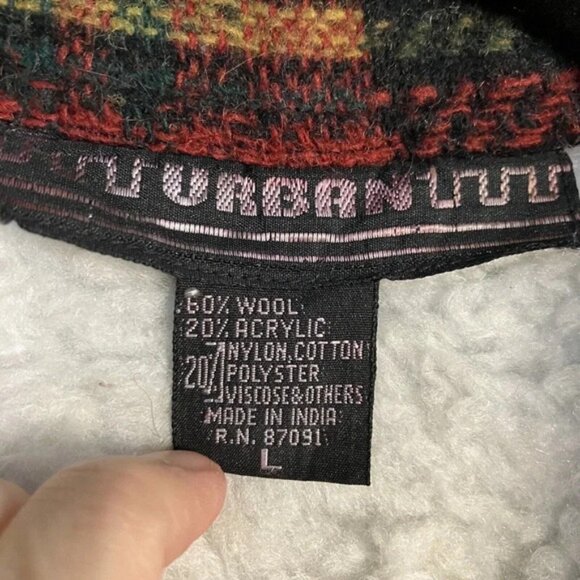 URBAN
60% WOOL
20% ACRYLIC
20% NYLON, COTTON
POLYSTER
VISCOSE & OTHERS
MADE IN INDIA
R.N. 87091
L